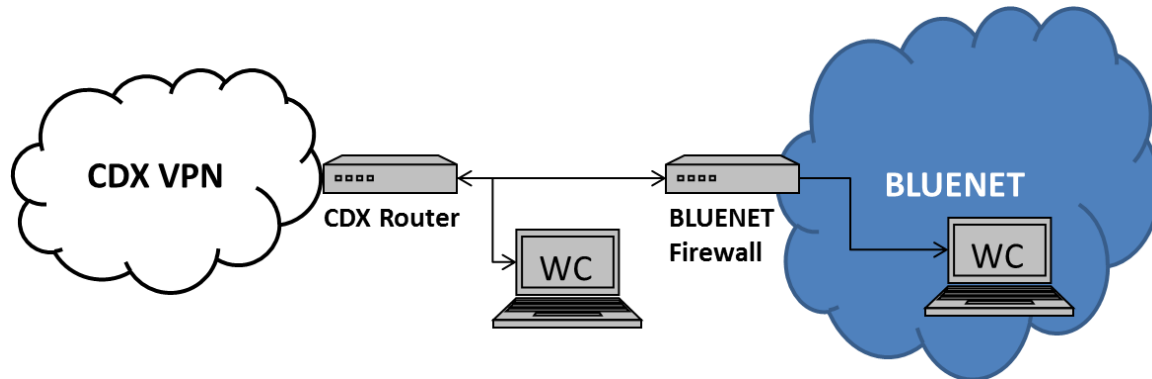 CDX VPN
CDX Router
WC
BLUENET
Firewall
BLUENET
WC